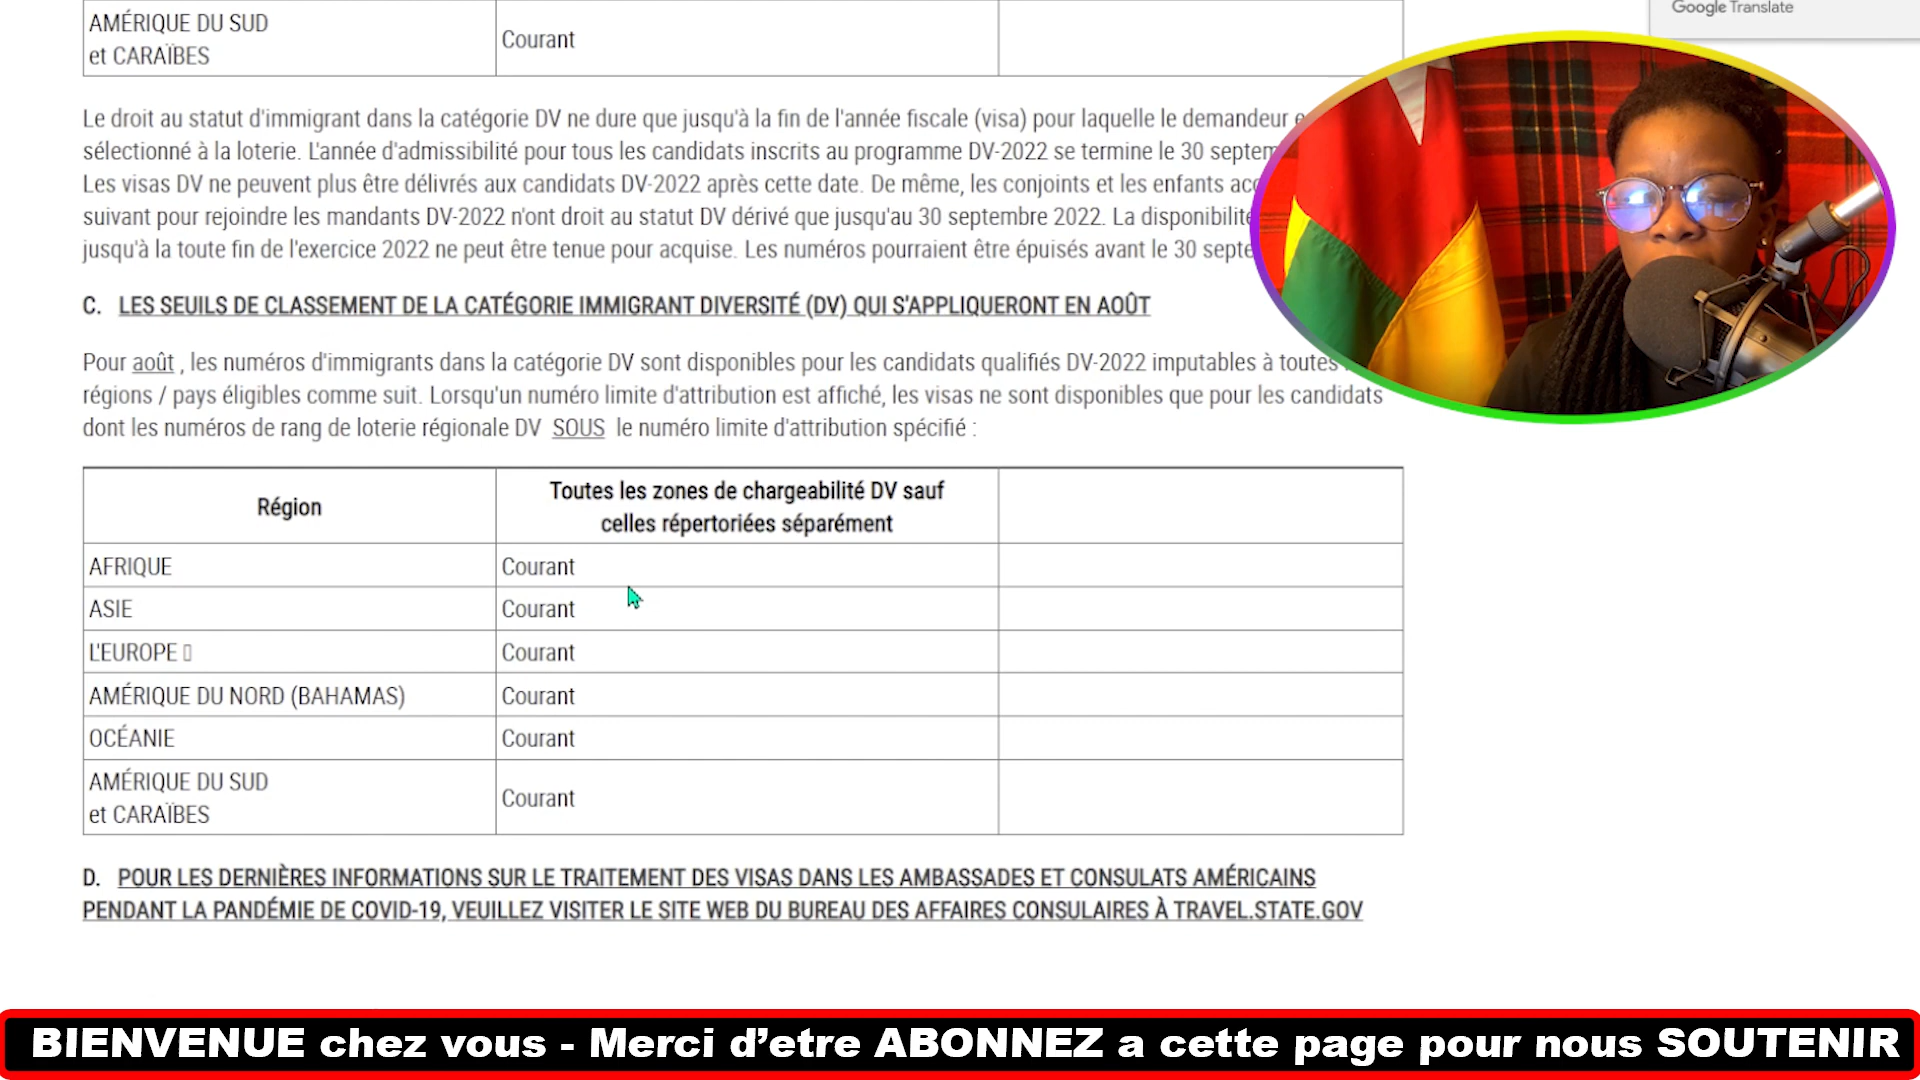 Google Translate
AMÉRIQUE DU SUD
et CARAÏBES
Courant
Le droit au statut d'immigrant dans la catégorie DV ne dure que jusqu'à la fin de l'année fiscale (visa) pour laquelle le demandeur
sélectionné à la loterie. L'année d'admissibilité pour tous les candidats inscrits au programme DV-2022 se termine le 30
Les visas DV ne peuvent plus être délivrés aux candidats DV-2022 après cette date. De même, les conjoints et les enfants
suivant pour rejoindre les mandants DV-2022 n'ont droit au statut DV dérivé que jusqu'au 30 septembre 2022. La
jusqu'à la toute fin de l'exercice 2022 ne peut être tenue pour acquise. Les numéros pourraient être épuisés avant le 30
C. LES SEUILS DE CLASSEMENT DE LA CATÉGORIE IMMIGRANT DIVERSITÉ (DV) QUI S'APPLIQUERONT EN AOÛT
Pour août , les numéros d'immigrants dans la catégorie DV sont disponibles pour les candidats qualifiés DV-2022 imputables à toutes
régions / pays éligibles comme suit. Lorsqu'un numéro limite d'attribution est affiché, les visas ne sont disponibles que pour les candidats
dont les numéros de rang de loterie régionale DV SOUS le numéro limite d'attribution spécifié :
Région
Toutes les zones de chargeabilité DV sauf
celles répertoriées séparément
AFRIQUE Courant
ASIE Courant
L'EUROPE Courant
AMÉRIQUE DU NORD (BAHAMAS) Courant
OCÉANIE Courant
AMÉRIQUE DU SUD
et CARAÏBES
Courant
D. POUR LES DERNIÈRES INFORMATIONS SUR LE TRAITEMENT DES VISAS DANS LES AMBASSADES ET CONSULATS AMÉRICAINS
PENDANT LA PANDÉMIE DE COVID-19, VEUILLEZ VISITER LE SITE WEB DU BUREAU DES AFFAIRES CONSULAIRES À TRAVEL.STATE.GOV
BIENVENUE chez vous - Merci d’etre ABONNEZ a cette page pour nous SOUTENIR